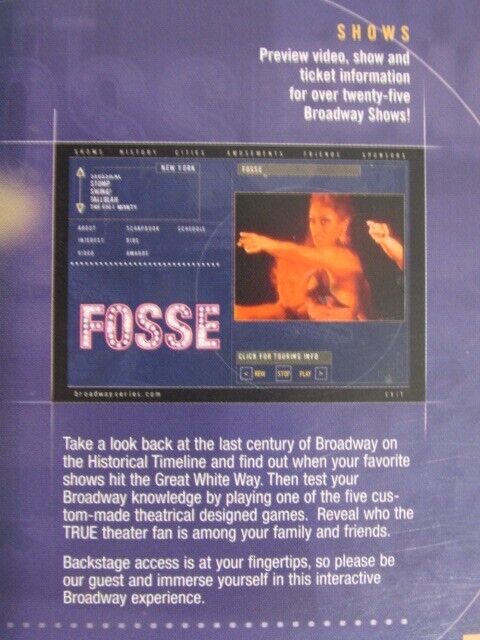 SHOWS
Preview video, show and
ticket information
for over twenty-five
Broadway Shows!
SHOWS HISTORY CITIES AMUSEMENTS FRIENDS SPONSORS
NEW YORK
FOSSE
STOMP
SWING!
TALLULAH
ABOUT SCRAPBOOK SCHEDULE
INTEREST BIOS
VIDEO AWARDS
FOSSE
CLICK FOR TOURING INFO
< REW STOP PLAY >
broadwayseries.com EXIT
Take a look back at the last century of Broadway on
the Historical Timeline and find out when your favorite
shows hit the Great White Way. Then test your
Broadway knowledge by playing one of the five cus-
tom-made theatrical designed games. Reveal who the
TRUE theater fan is among your family and friends.
Backstage access is at your fingertips, so please be
our guest and immerse yourself in this interactive
Broadway experience.